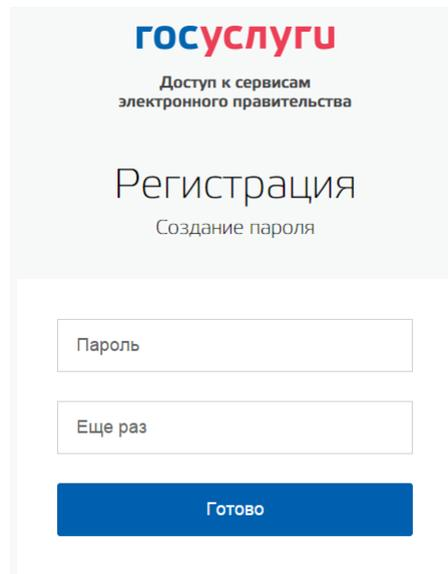 госуслуги
Доступ к сервисам
электронного правительства
Регистрация
Создание пароля
Пароль
Еще раз
Готово